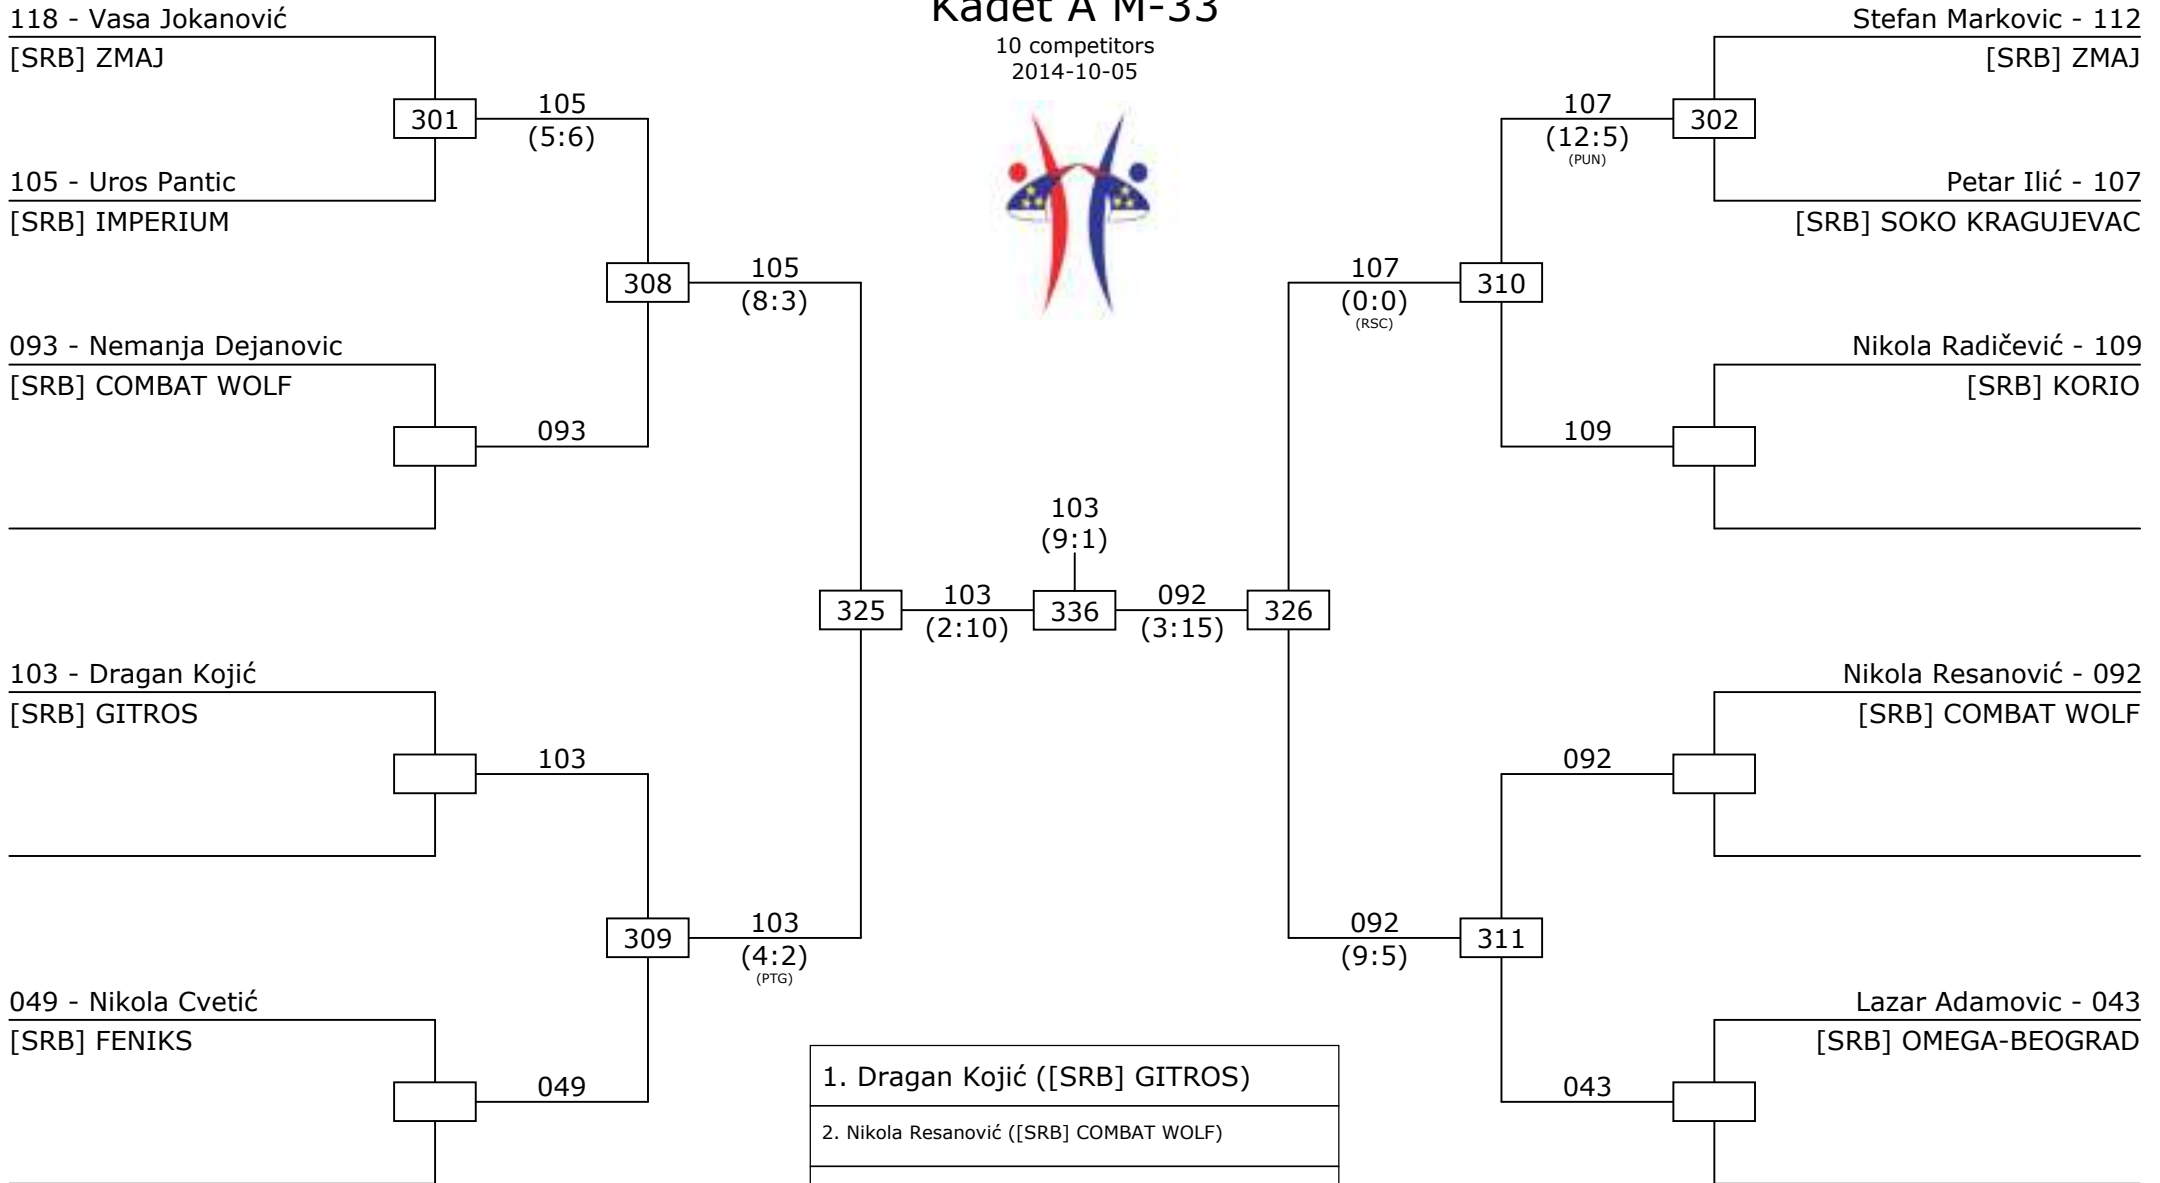 Kadet A M-33
10 competitors
2014-10-05
118 - Vasa Jokanović
[SRB] ZMAJ
301
105
(5:6)
105 - Uros Pantic
[SRB] IMPERIUM
308
105
(8:3)
093 - Nemanja Dejanovic
[SRB] COMBAT WOLF
093
325
103
(2:10)
103 - Dragan Kojić
[SRB] GITROS
103
309
103
(4:2)
(PTG)
049 - Nikola Cvetić
[SRB] FENIKS
049
103
(9:1)
336
Stefan Markovic - 112
[SRB] ZMAJ
107
(12:5)
(PUN)
302
Petar Ilić - 107
[SRB] SOKO KRAGUJEVAC
107
(0:0)
(RSC)
310
Nikola Radičević - 109
[SRB] KORIO
109
092
(3:15)
326
Nikola Resanović - 092
[SRB] COMBAT WOLF
092
092
(9:5)
311
Lazar Adamovic - 043
[SRB] OMEGA-BEOGRAD
043
1. Dragan Kojić ([SRB] GITROS)
2. Nikola Resanović ([SRB] COMBAT WOLF)